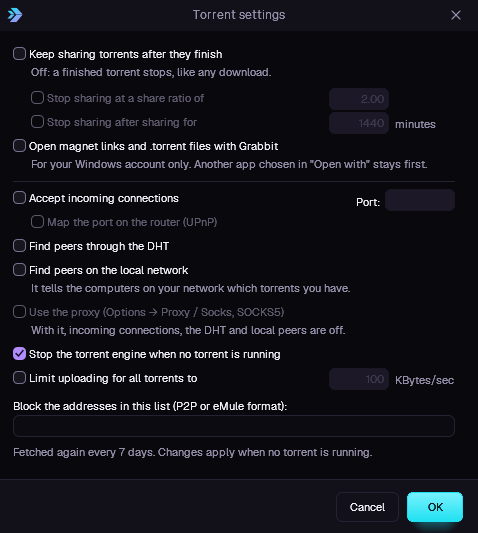 Torrent settings
Keep sharing torrents after they finish
Off: a finished torrent stops, like any download.
Stop sharing at a share ratio of 2.00
Stop sharing after sharing for 1440 minutes
Open magnet links and .torrent files with Grabbit
For your Windows account only. Another app chosen in "Open with" stays first.
Accept incoming connections Port:
Map the port on the router (UPnP)
Find peers through the DHT
Find peers on the local network
It tells the computers on your network which torrents you have.
Use the proxy (Options → Proxy / Socks, SOCKS5)
With it, incoming connections, the DHT and local peers are off.
Stop the torrent engine when no torrent is running
Limit uploading for all torrents to 100 KBytes/sec
Block the addresses in this list (P2P or eMule format):
Fetched again every 7 days. Changes apply when no torrent is running.
Cancel OK